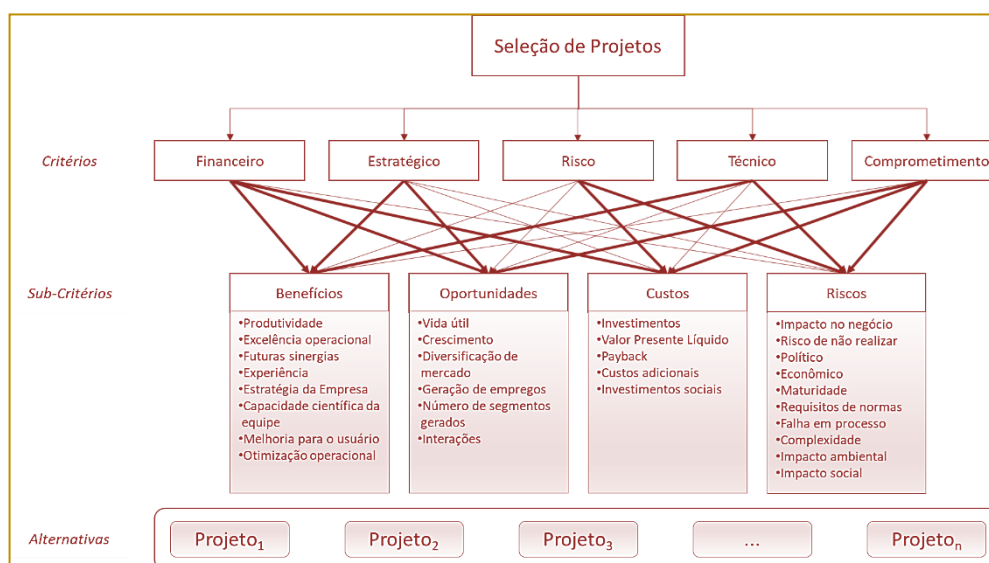 Seleção de Projetos
Critérios
Financeiro
Estratégico
Risco
Técnico
Comprometimento
Sub-Critérios
Benefícios
•Produtividade
•Excelência operacional
•Futuras sinergias
•Experiência
•Estratégia da Empresa
•Capacidade científica da
equipe
•Melhoria para o usuário
•Otimização operacional
Oportunidades
•Vida útil
•Crescimento
•Diversificação de
mercado
•Geração de empregos
•Número de segmentos
gerados
•Interações
Custos
•Investimentos
•Valor Presente Líquido
•Payback
•Custos adicionais
•Investimentos sociais
Riscos
•Impacto no negócio
•Risco de não realizar
•Político
•Econômico
•Maturidade
•Requisitos de normas
•Falha em processo
•Complexidade
•Impacto ambiental
•Impacto social
Alternativas
Projeto₁
Projeto₂
Projeto₃
...
Projetoₙ